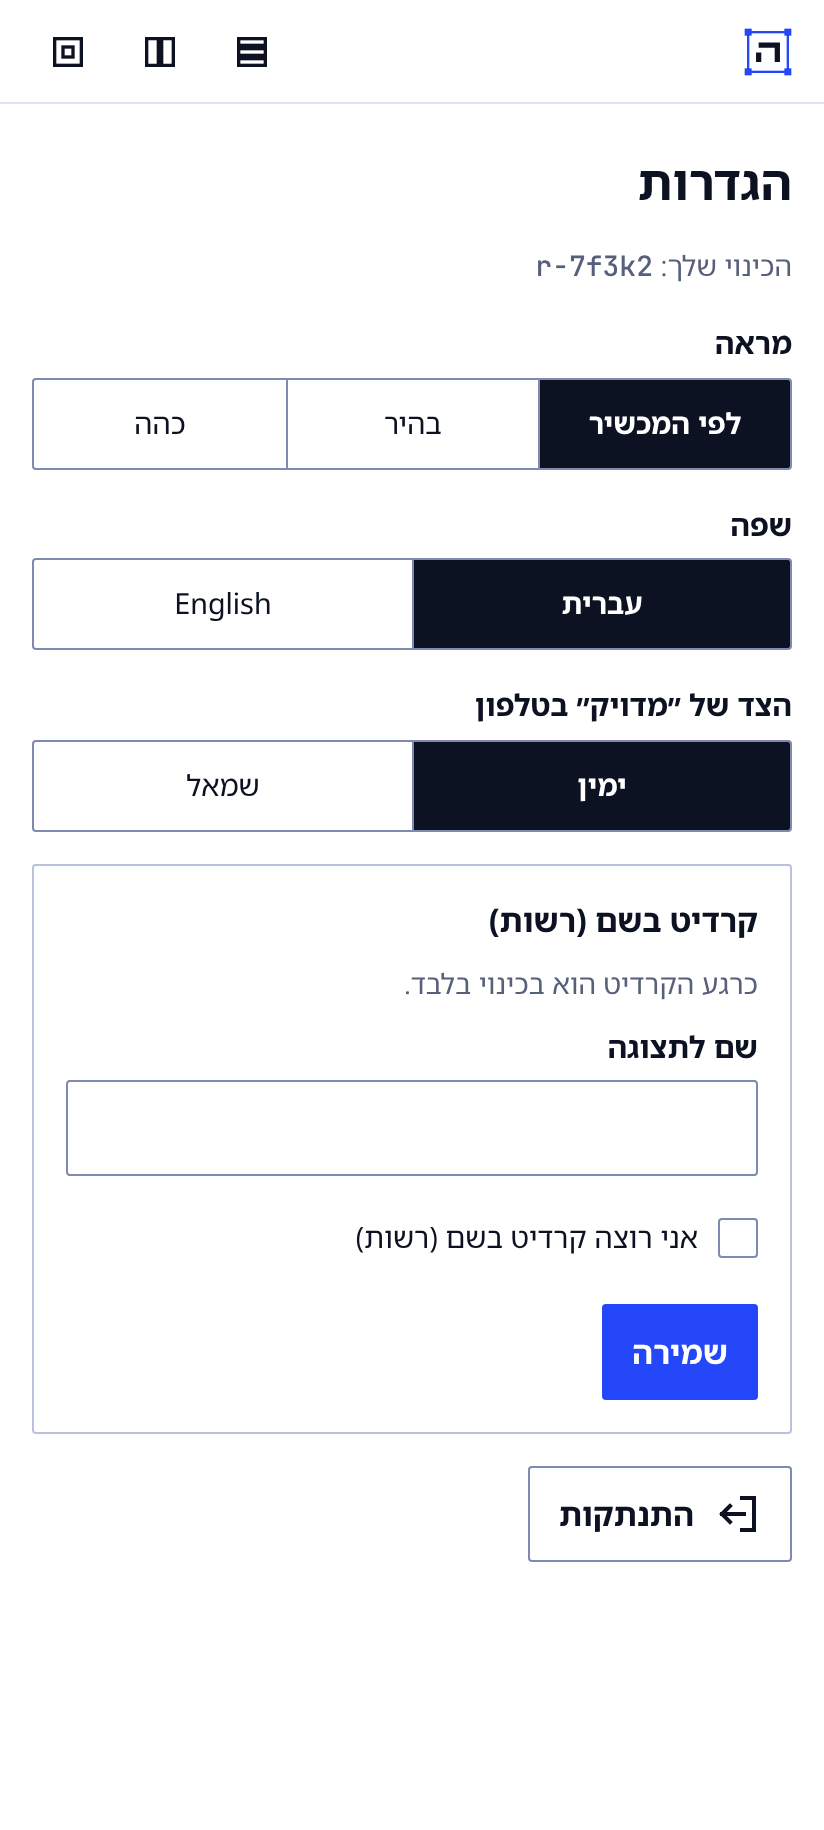 ה
הגדרות
הכינוי שלך: r-7f3k2
מראה
לפי המכשיר בהיר כהה
שפה
עברית English
הצד של ״מדויק״ בטלפון
ימין שמאל
קרדיט בשם (רשות)
כרגע הקרדיט הוא בכינוי בלבד.
שם לתצוגה
אני רוצה קרדיט בשם (רשות)
שמירה
התנתקות